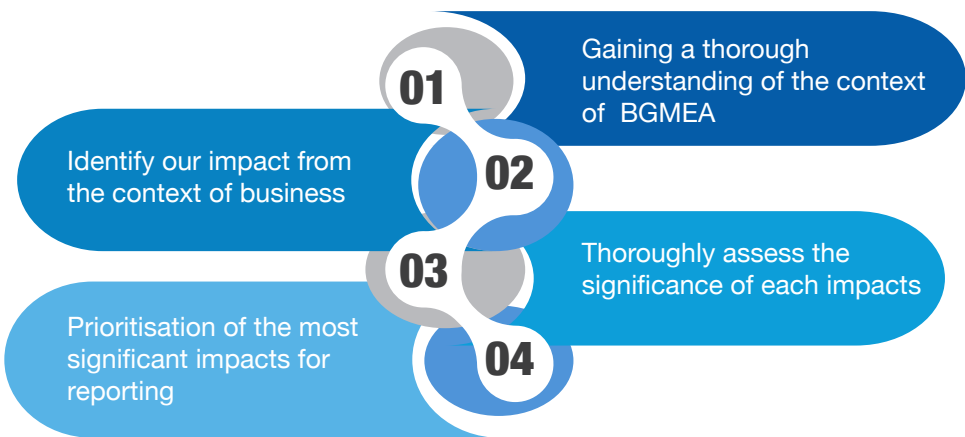 01
Gaining a thorough
understanding of the context
of BGMEA
Identify our impact from
the context of business
02
03
Thoroughly assess the
significance of each impacts
Prioritisation of the most
significant impacts for
reporting
04